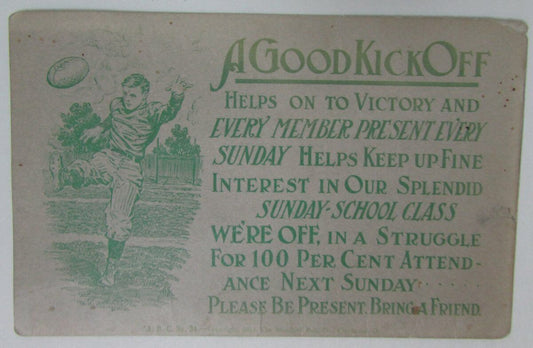 A Good Kick Off
Helps on to Victory and
Every Member Present Every
Sunday Helps Keep up Fine
Interest in Our Splendid
Sunday-School Class
We're Off, in a Struggle
For 100 Per Cent Attend-
ance Next Sunday.....
Please Be Present. Bring a Friend.